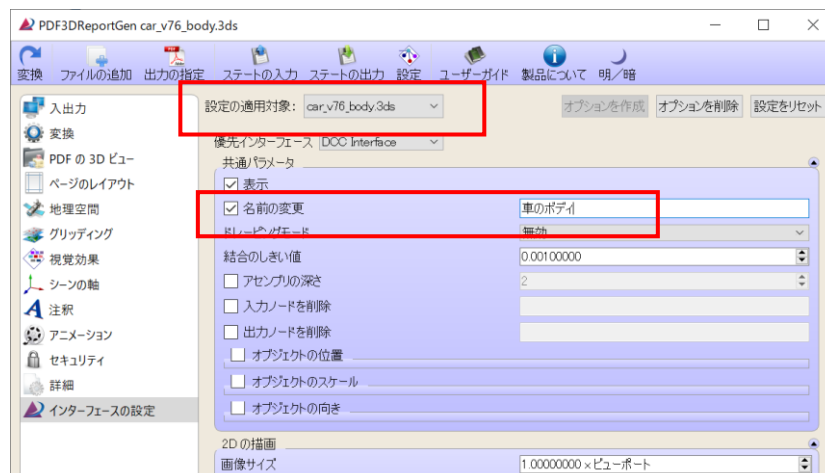 PDF3DReportGen car_v76_body.3ds
変換 ファイルの追加 出力の指定 ステートの入力 ステートの出力 設定 ユーザーガイド 製品について 明/暗
入出力
変換
PDF の 3D ビュー
ページのレイアウト
地理空間
グリッディング
視覚効果
シーンの軸
注釈
アニメーション
セキュリティ
詳細
インターフェースの設定
設定の適用対象: car_v76_body.3ds オプションを作成 オプションを削除 設定をリセット
優先インターフェース DCC Interface
共通パラメータ
表示
名前の変更 車のボディ
ドレーピングモード 無効
結合のしきい値 0.00100000
アセンブリの深さ 2
入力ノードを削除
出力ノードを削除
オブジェクトの位置
オブジェクトのスケール
オブジェクトの向き
2D の描画
画像サイズ 1.00000000 ×ビューポート